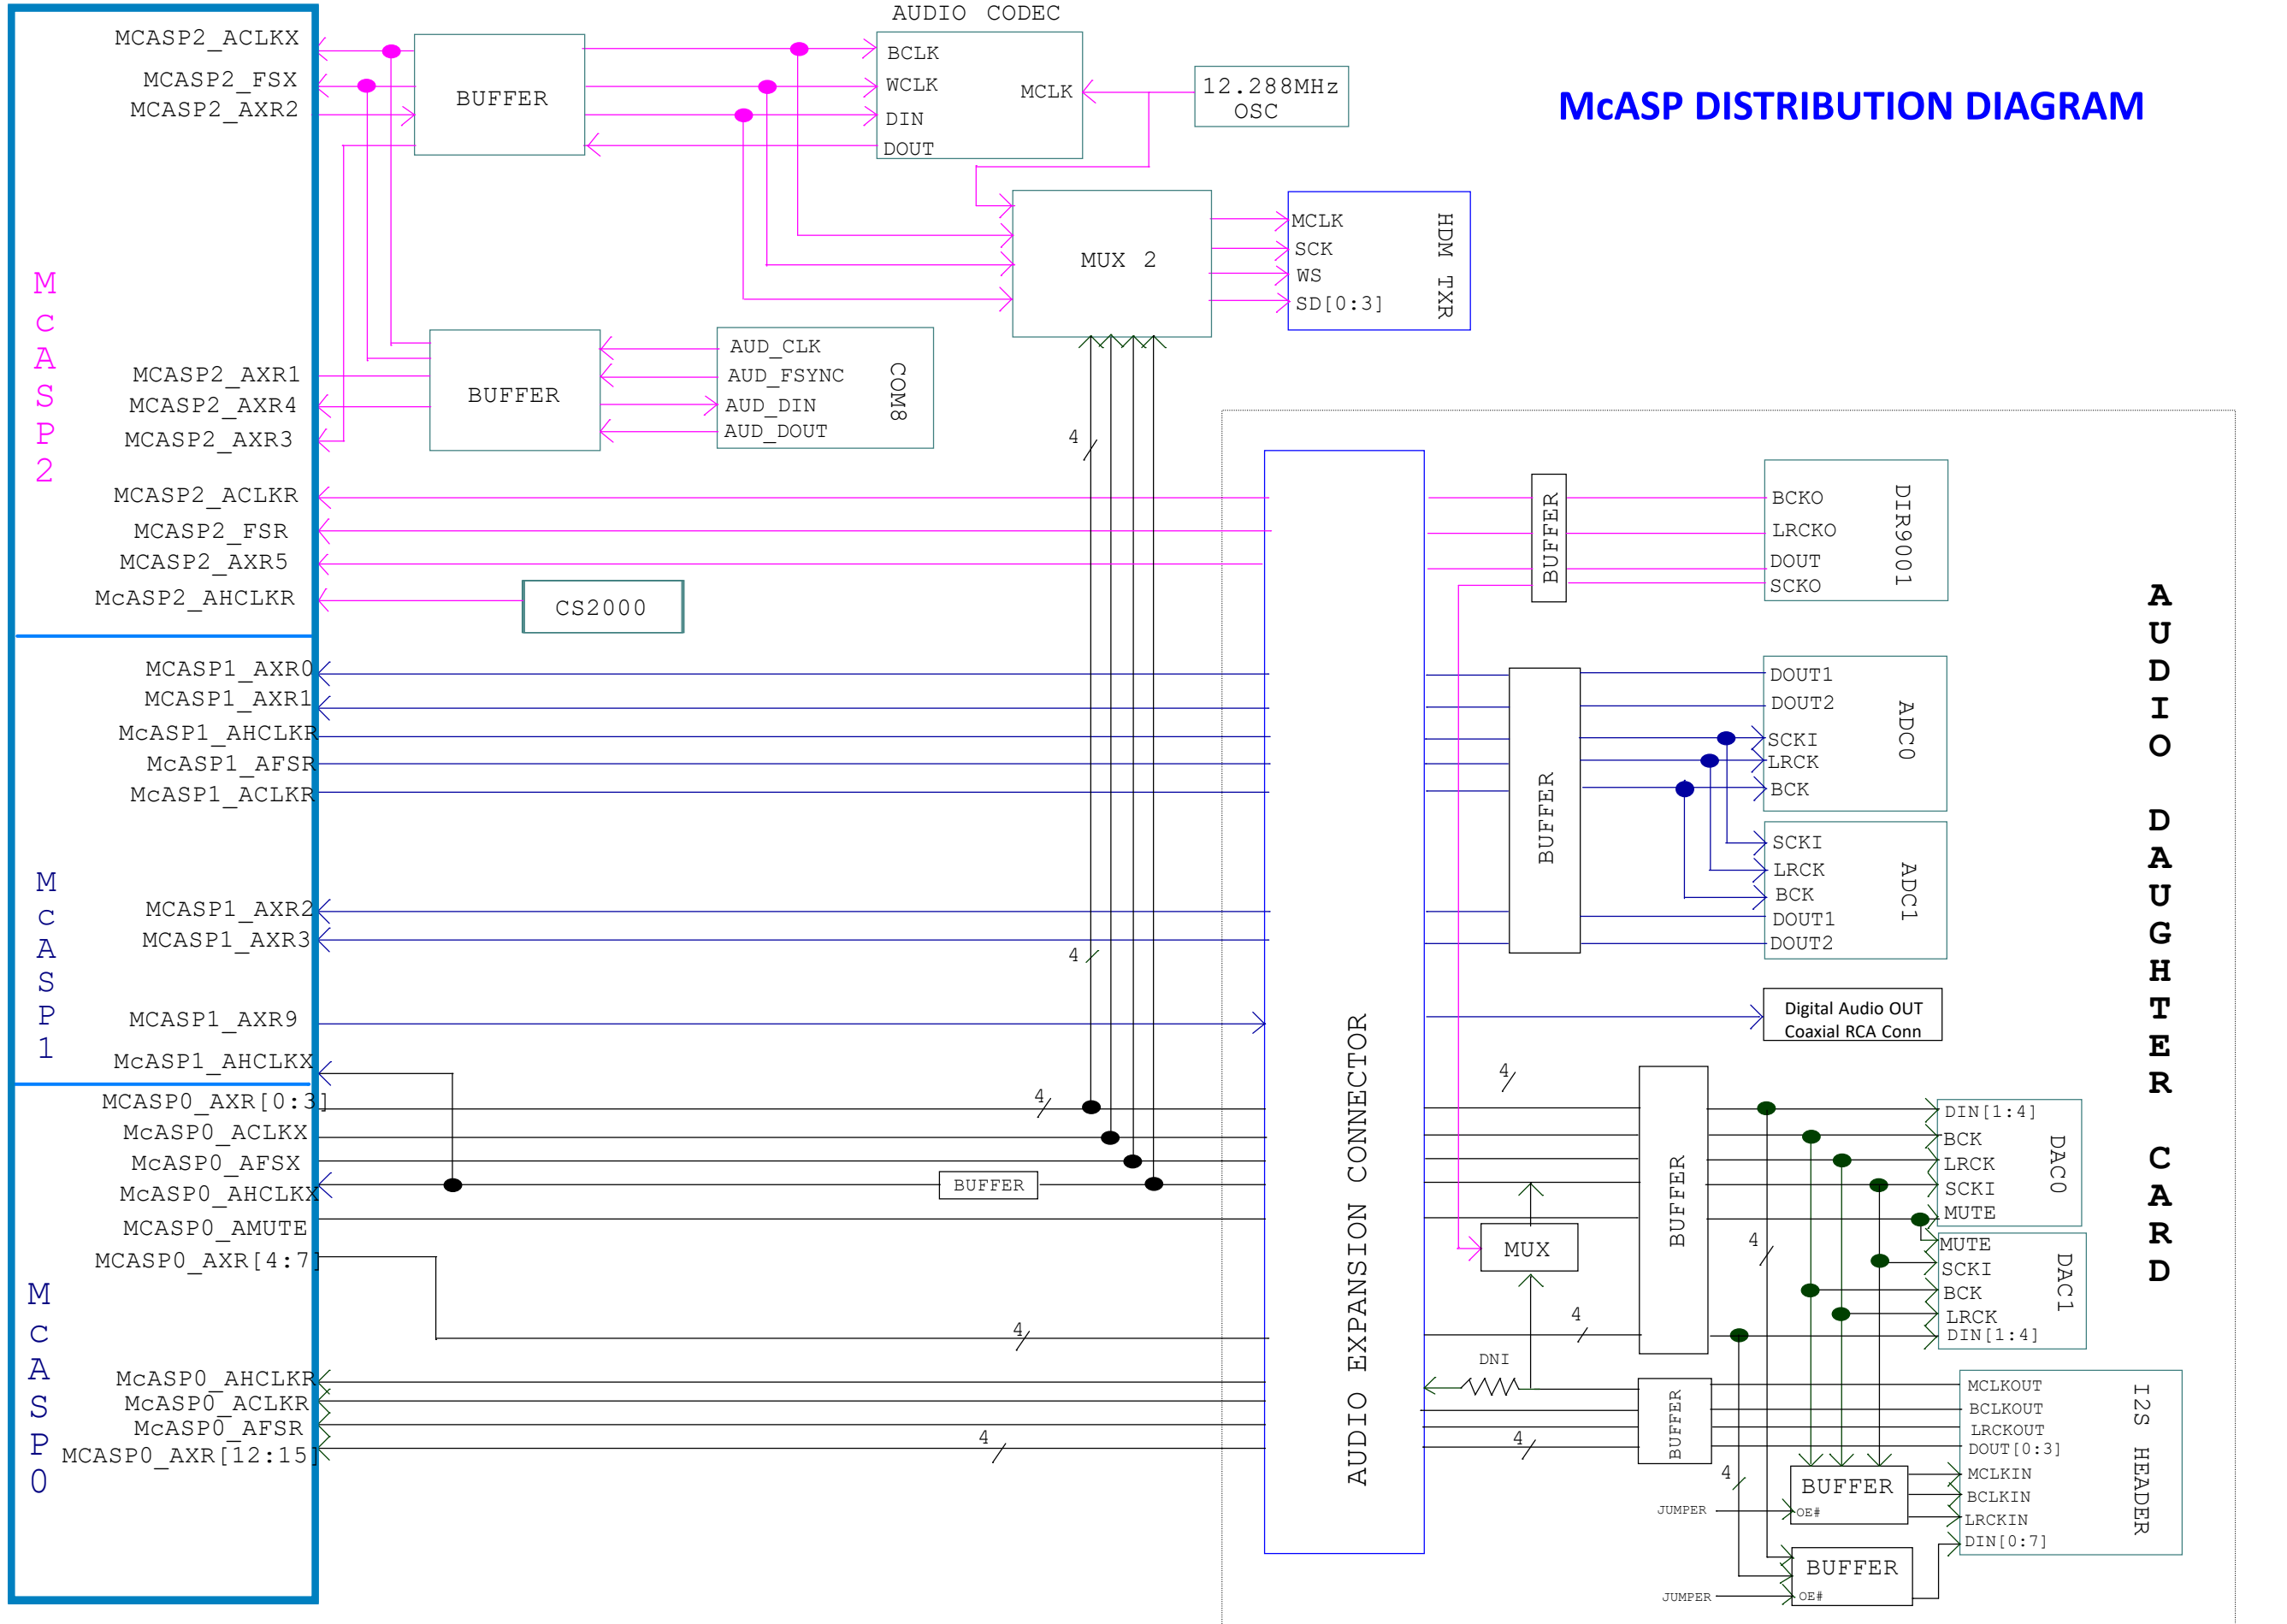 AUDIO CODEC
McASP DISTRIBUTION DIAGRAM
MCASP2_ACLKX
MCASP2_FSX
MCASP2_AXR2
BUFFER
BCLK
WCLK
DIN
DOUT
MCLK
12.288MHz
OSC
MUX 2
MCLK
SCK
WS
SD[0:3]
HDM TXR
McASP2
MCASP2_AXR1
MCASP2_AXR4
MCASP2_AXR3
BUFFER
AUD_CLK
AUD_FSYNC
AUD_DIN
AUD_DOUT
COM8
4
MCASP2_ACLKR
MCASP2_FSR
MCASP2_AXR5
McASP2_AHCLKR
CS2000
BUFFER
BCKO
LRCKO
DOUT
SCKO
DIR9001
AUDIO DAUGHTER CARD
MCASP1_AXR0
MCASP1_AXR1
McASP1_AHCLKR
McASP1_AFSR
McASP1_ACLKR
McASP1
MCASP1_AXR2
MCASP1_AXR3
4
MCASP1_AXR9
McASP1_AHCLKX
AUDIO EXPANSION CONNECTOR
BUFFER
DOUT1
DOUT2
SCKI
LRCK
BCK
ADC0
SCKI
LRCK
BCK
DOUT1
DOUT2
ADC1
Digital Audio OUT
Coaxial RCA Conn
MCASP0_AXR[0:3]
McASP0_ACLKX
McASP0_AFSX
McASP0_AHCLKX
MCASP0_AMUTE
MCASP0_AXR[4:7]
4
BUFFER
4
McASP0
McASP0_AHCLKR
McASP0_ACLKR
McASP0_AFSR
MCASP0_AXR[12:15]
4
4
MUX
4
DNI
BUFFER
4
DIN[1:4]
BCK
LRCK
SCKI
MUTE
DAC0
MUTE
SCKI
BCK
LRCK
DIN[1:4]
DAC1
BUFFER
4
4
MCLKOUT
BCLKOUT
LRCKOUT
DOUT[0:3]
MCLKIN
BCLKIN
LRCKIN
DIN[0:7]
I2S HEADER
BUFFER
JUMPER
OE#
BUFFER
JUMPER
OE#